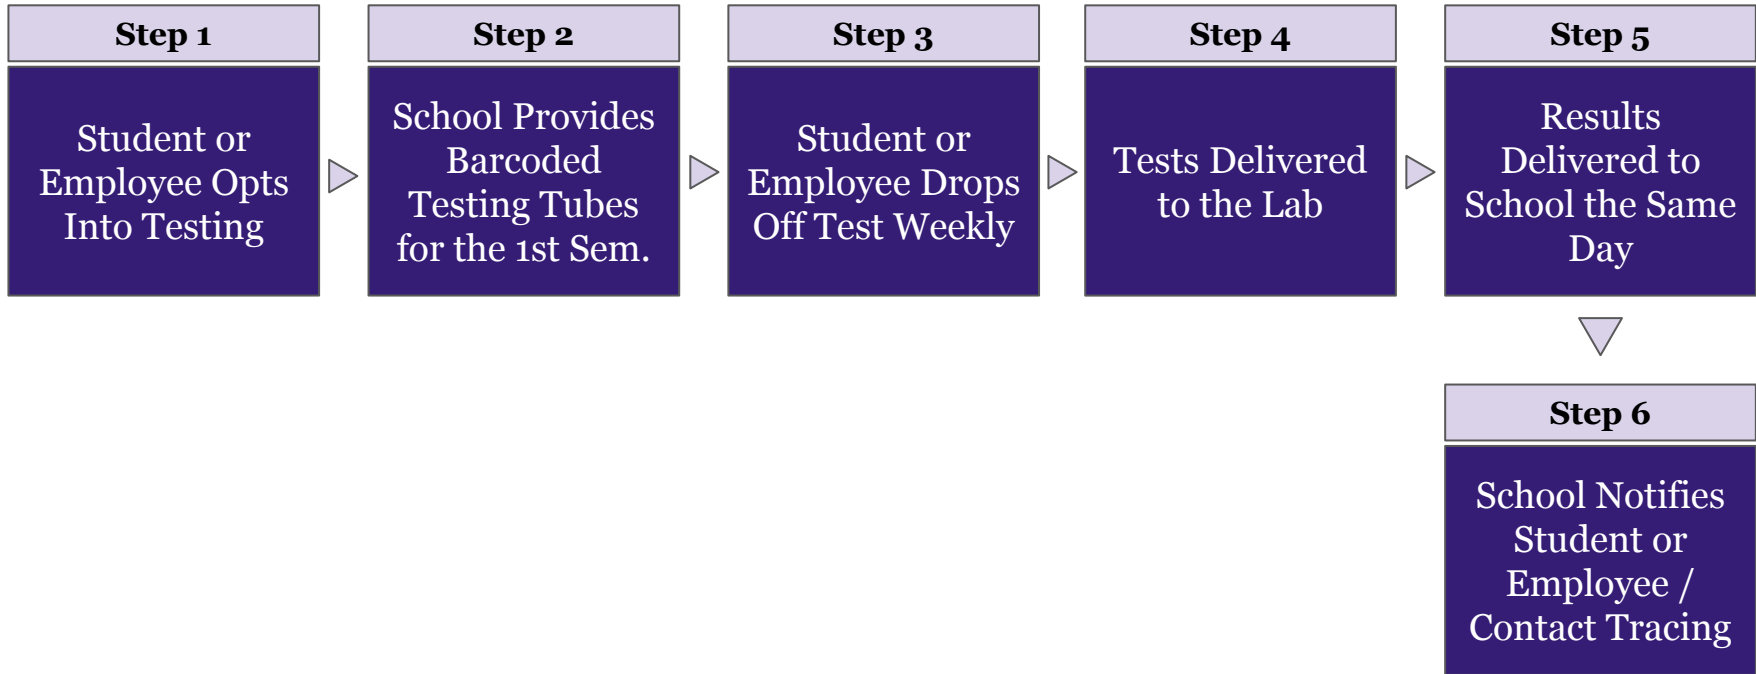 Step 1
Student or
Employee Opts
Into Testing
Step 2
School Provides
Barcoded
Testing Tubes
for the 1st Sem.
Step 3
Student or
Employee Drops
Off Test Weekly
Step 4
Tests Delivered
to the Lab
Step 5
Results
Delivered to
School the Same
Day
Step 6
School Notifies
Student or
Employee /
Contact Tracing